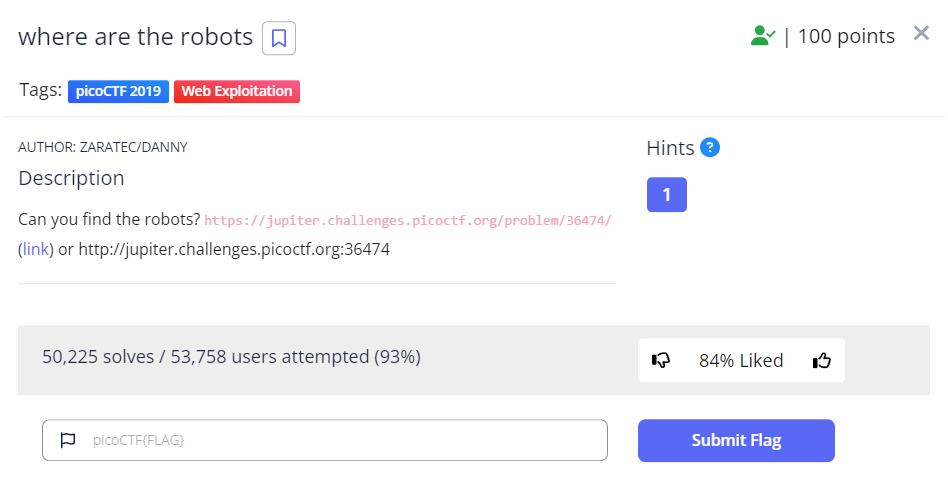 where are the robots
| 100 points
Tags: picoCTF 2019 Web Exploitation
AUTHOR: ZARATEC/DANNY
Description
Can you find the robots? https://jupiter.challenges.picoctf.org/problem/36474/
(link) or http://jupiter.challenges.picoctf.org:36474
Hints ?
1
50,225 solves / 53,758 users attempted (93%)
84% Liked
picoCTF{FLAG}
Submit Flag